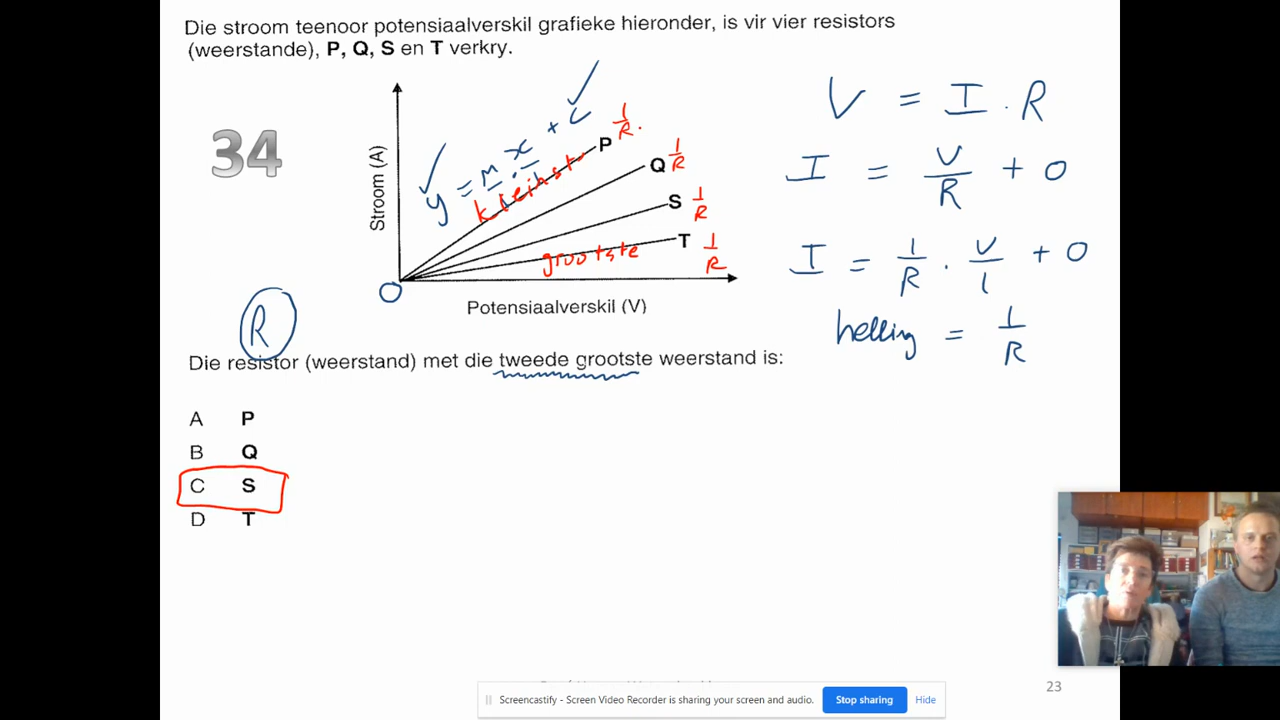 Die stroom teenoor potensiaalverskil grafieke hieronder, is vir vier resistors
(weerstande), P, Q, S en T verkry.
34
Stroom (A)
y = m . x + c
kleinste
grootste
P 1/R.
Q 1/R
S 1/R
T 1/R
O
Potensiaalverskil (V)
V = I . R
I = V/R + 0
I = 1/R . V/1 + 0
helling = 1/R
R
Die resistor (weerstand) met die tweede grootste weerstand is:
A P
B Q
C S
D T
23
Screencastify - Screen Video Recorder is sharing your screen and audio.
Stop sharing
Hide